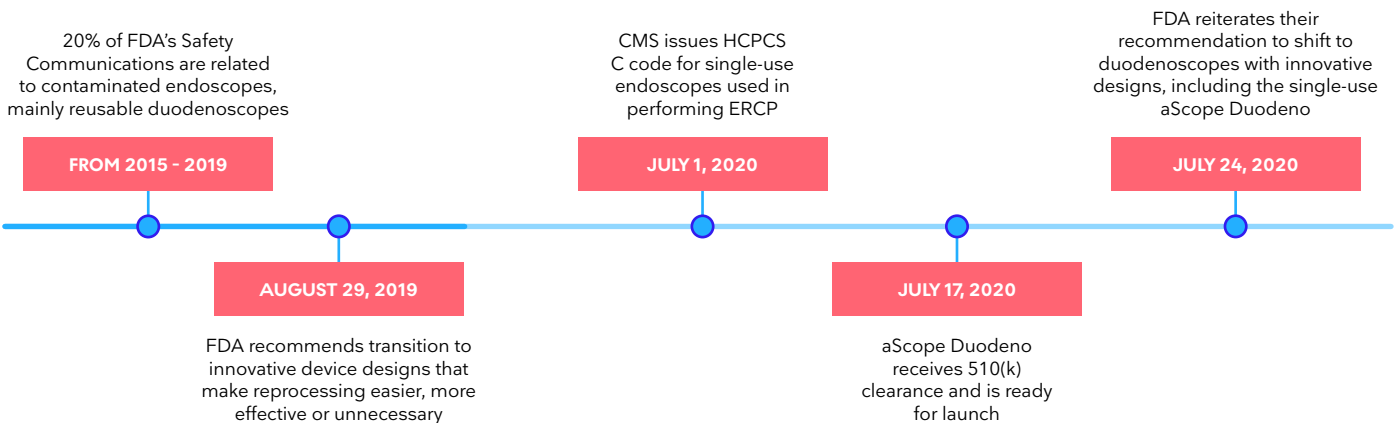 20% of FDA's Safety
Communications are related
to contaminated endoscopes,
mainly reusable duodenoscopes
FROM 2015 - 2019
AUGUST 29, 2019
FDA recommends transition to
innovative device designs that
make reprocessing easier, more
effective or unnecessary
CMS issues HCPCS
C code for single-use
endoscopes used in
performing ERCP
JULY 1, 2020
JULY 17, 2020
aScope Duodeno
receives 510(k)
clearance and is ready
for launch
FDA reiterates their
recommendation to shift to
duodenoscopes with innovative
designs, including the single-use
aScope Duodeno
JULY 24, 2020